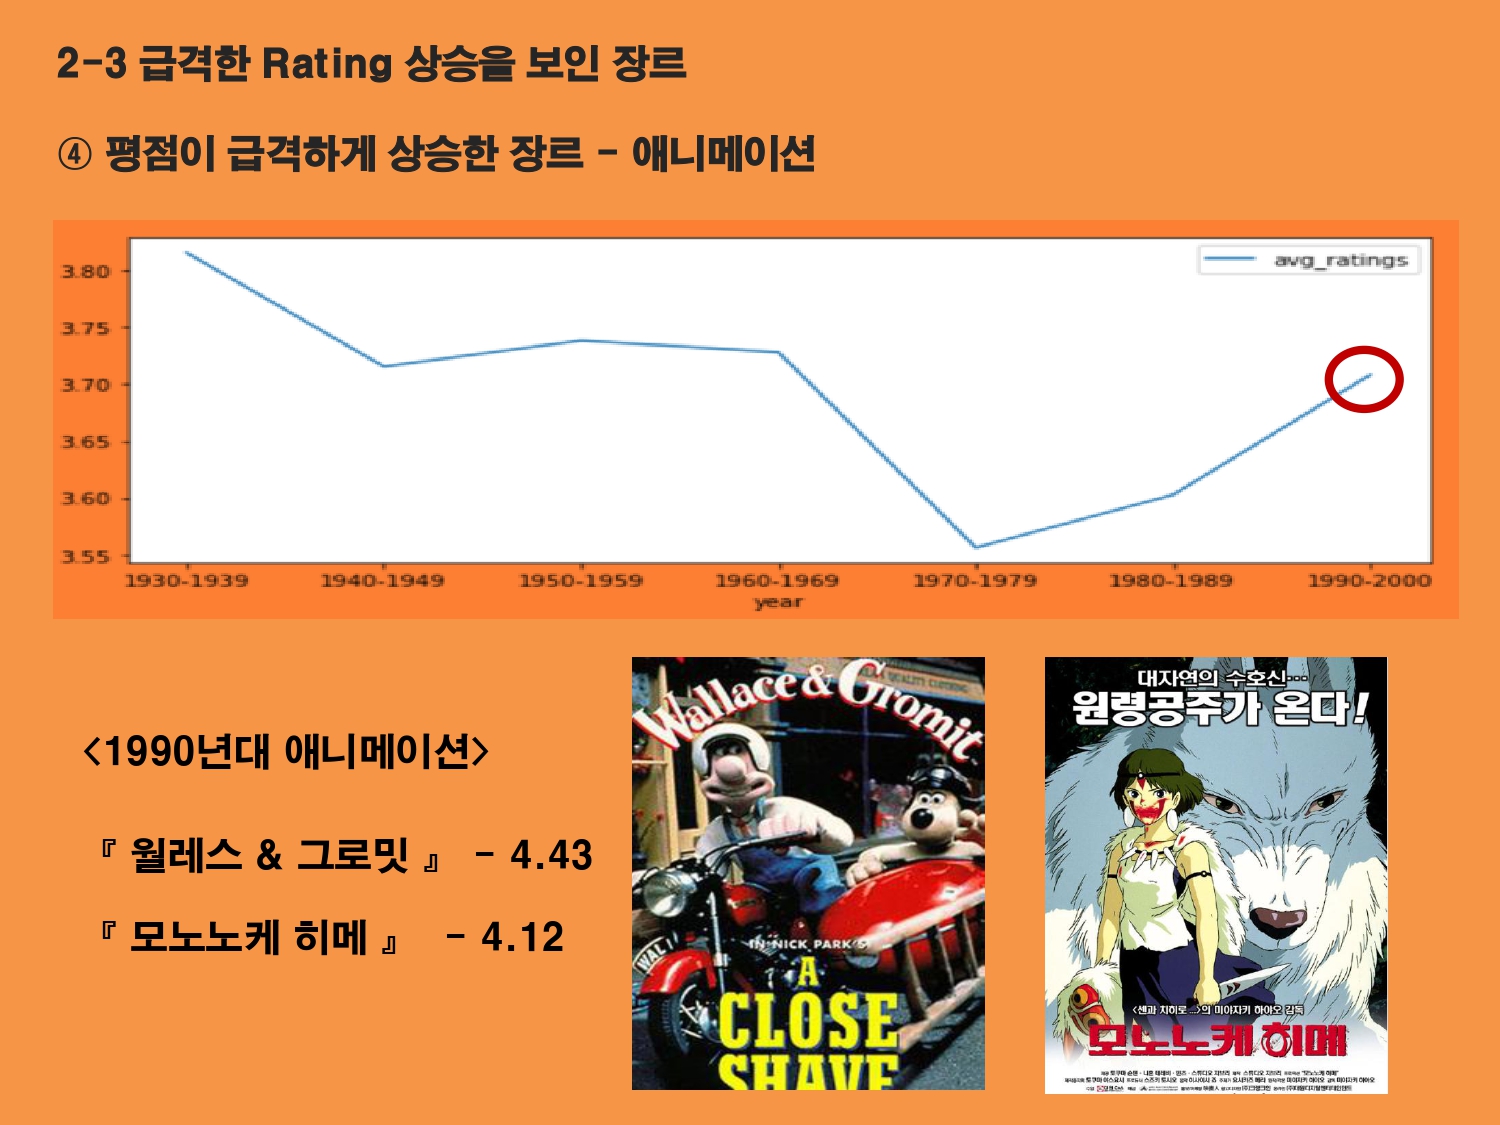 2-3 급격한 Rating 상승을 보인 장르
④ 평점이 급격하게 상승한 장르 - 애니메이션
avg_ratings
3.80
3.75
3.70
3.65
3.60
3.55
1930-1939 1940-1949 1950-1959 1960-1969 1970-1979 1980-1989 1990-2000
year
<1990년대 애니메이션>
『 월레스 & 그로밋 』 - 4.43
『 모노노케 히메 』 - 4.12
Wallace & Gromit
IN NICK PARK'S
A
CLOSE
SHAVE
대자연의 수호신…
원령공주가 온다!
<센과 치히로 ...>의 미야자키 하야오 감독
모노노케 히메